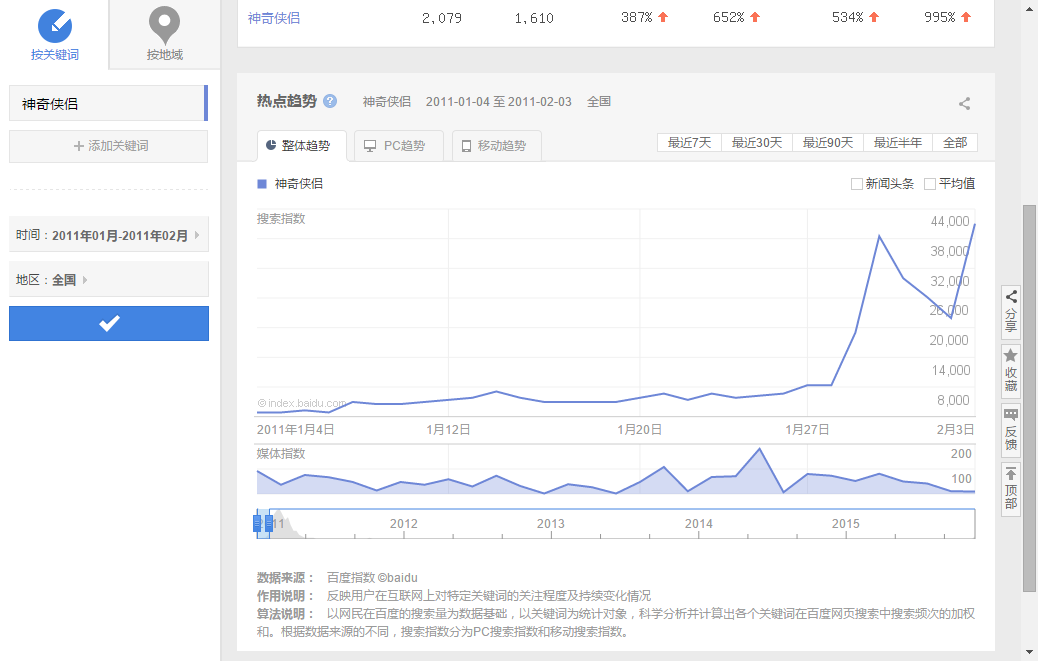 按关键词
按地域
神奇侠侣
+ 添加关键词
时间：2011年01月-2011年02月
地区：全国
神奇侠侣 2,079 1,610 387% 652% 534% 995%
热点趋势 ? 神奇侠侣 2011-01-04 至 2011-02-03 全国
整体趋势 PC趋势 移动趋势
最近7天 最近30天 最近90天 最近半年 全部
神奇侠侣
新闻头条 平均值
搜索指数
44,000
38,000
32,000
26,000
20,000
14,000
8,000
© index.baidu.com
2011年1月4日 1月12日 1月20日 1月27日 2月3日
媒体指数
200
100
2011 2012 2013 2014 2015
数据来源： 百度指数 ©baidu
作用说明： 反映用户在互联网上对特定关键词的关注程度及持续变化情况
算法说明： 以网民在百度的搜索量为数据基础，以关键词为统计对象，科学分析并计算出各个关键词在百度网页搜索中搜索频次的加权
和。根据数据来源的不同，搜索指数分为PC搜索指数和移动搜索指数。
分享
收藏
反馈
顶部